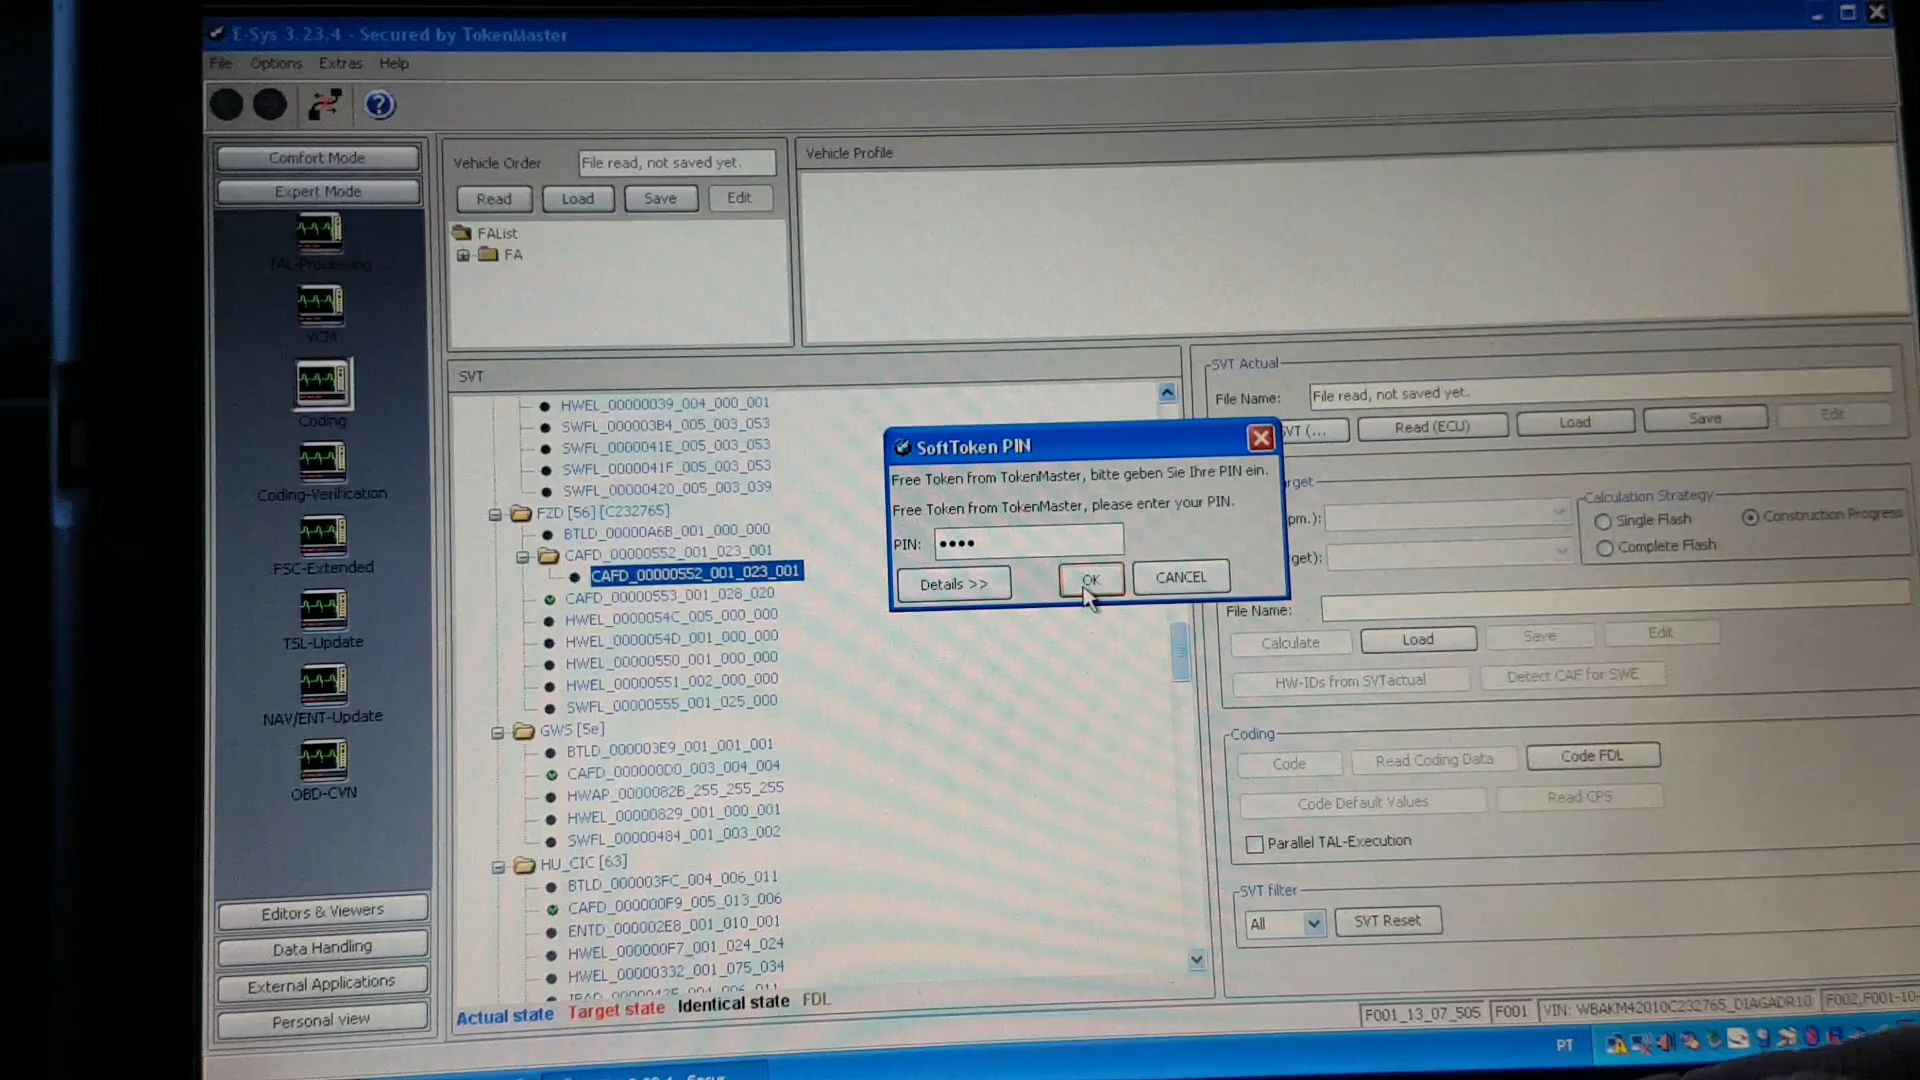 E-Sys 3.23.4 - Secured by TokenMaster
File Options Extras Help
Comfort Mode
Expert Mode
TAL-Processing
VCM
Coding
Coding-Verification
FSC-Extended
TSL-Update
NAV/ENT-Update
OBD-CVN
Editors & Viewers
Data Handling
External Applications
Personal view
Vehicle Order File read, not saved yet.
Read Load Save Edit
FAList
FA
Vehicle Profile
SVT
HWEL_00000039_004_000_001
SWFL_000003B4_005_003_053
SWFL_0000041E_005_003_053
SWFL_0000041F_005_003_053
SWFL_00000420_005_003_039
FZD [56] [C232765]
BTLD_00000A6B_001_000_000
CAFD_00000552_001_023_001
CAFD_00000552_001_023_001
CAFD_00000553_001_028_020
HWEL_0000054C_005_000_000
HWEL_0000054D_001_000_000
HWEL_00000550_001_000_000
HWEL_00000551_002_000_000
SWFL_00000555_001_025_000
GWS [5e]
BTLD_000003E9_001_001_001
CAFD_000000D0_003_004_004
HWAP_0000082B_255_255_255
HWEL_00000829_001_000_001
SWFL_00000484_001_003_002
HU_CIC [63]
BTLD_000003FC_004_006_011
CAFD_000000F9_005_013_006
ENTD_000002E8_001_010_001
HWEL_000000F7_001_024_024
HWEL_00000332_001_075_034
Actual state Target state Identical state FDL
SoftToken PIN
Free Token from TokenMaster, bitte geben Sie Ihre PIN ein.
Free Token from TokenMaster, please enter your PIN.
PIN: ••••
Details >> OK CANCEL
SVT Actual
File Name: File read, not saved yet.
SVT (... Read (ECU) Load Save Edit
rget
pm.):
get):
Calculation Strategy
Single Flash Construction Progress
Complete Flash
File Name:
Calculate Load Save Edit
HW-IDs from SVTactual Detect CAF for SWE
Coding
Code Read Coding Data Code FDL
Code Default Values Read CPS
Parallel TAL-Execution
SVT filter
All SVT Reset
F001_13_07_505 F001 VIN: WBAKM42010C232765_DIAGADR10
PT